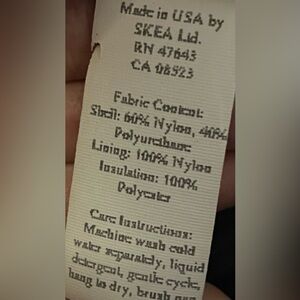 Made in USA by
SKEA Ltd.
RN 47643
CA 08523
Fabric Content:
Shell: 60% Nylon, 40%
Polyurethane
Lining: 100% Nylon
Insulation: 100%
Polyester
Care Instructions:
Machine wash cold
water separately, liquid
detergent, gentle cycle,
hang to dry, brush